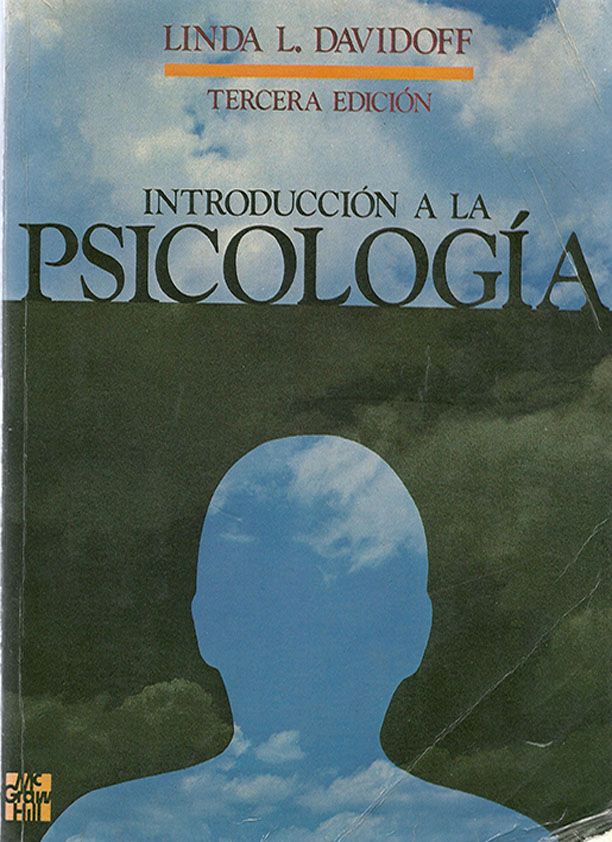 LINDA L. DAVIDOFF
TERCERA EDICIÓN
INTRODUCCIÓN A LA
PSICOLOGÍA
Mc
Graw
Hill